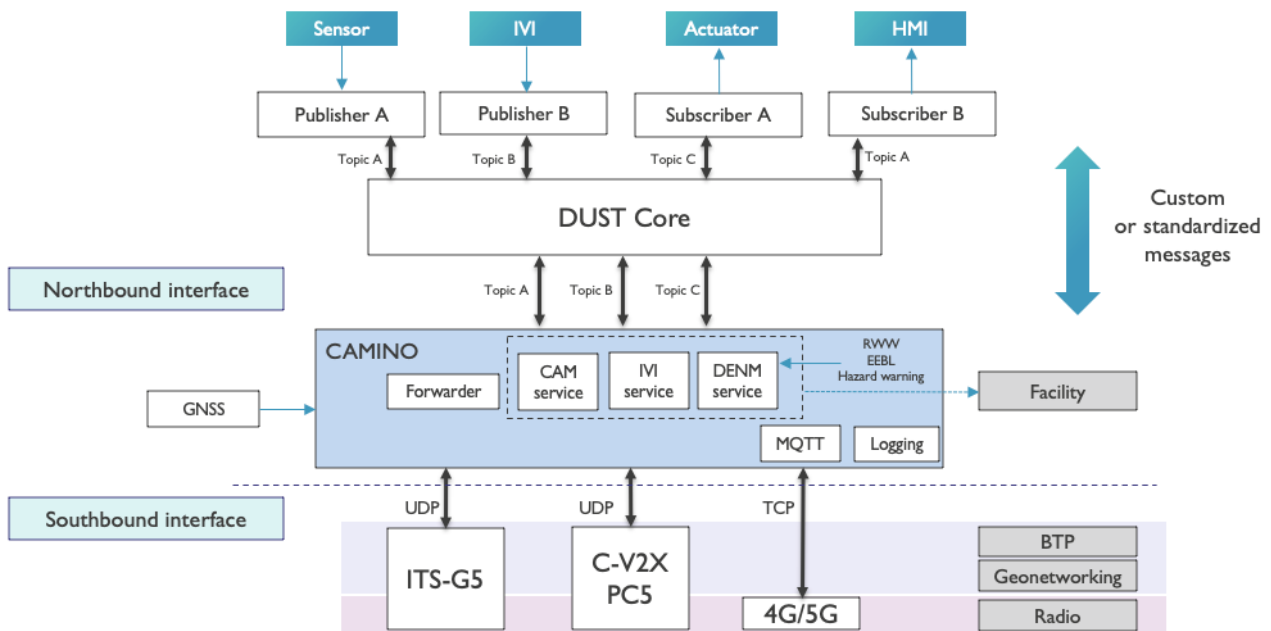 Sensor
IVI
Actuator
HMI
Publisher A
Publisher B
Subscriber A
Subscriber B
Topic A
Topic B
Topic C
Topic A
DUST Core
Custom
or standardized
messages
Northbound interface
Topic A
Topic B
Topic C
CAMINO
Forwarder
CAM
service
IVI
service
DENM
service
RWW
EEBL
Hazard warning
GNSS
Facility
MQTT
Logging
Southbound interface
UDP
UDP
TCP
ITS-G5
C-V2X
PC5
4G/5G
BTP
Geonetworking
Radio